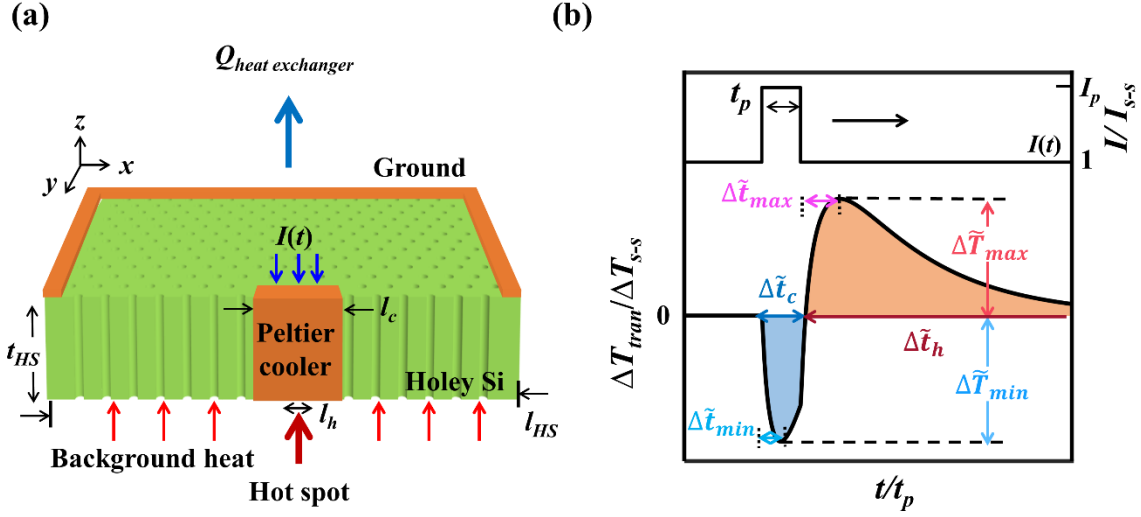 (a)
Q_heat exchanger
z
x
y
Ground
I(t)
l_c
Peltier
cooler
t_HS
Holey Si
l_HS
l_h
Background heat
Hot spot
(b)
t_p
I_p
I(t)
1
I/I_s-s
Δt̃_max
ΔT̃_max
0
Δt̃_c
Δt̃_h
ΔT̃_min
Δt̃_min
ΔT_tran/ΔT_s-s
t/t_p